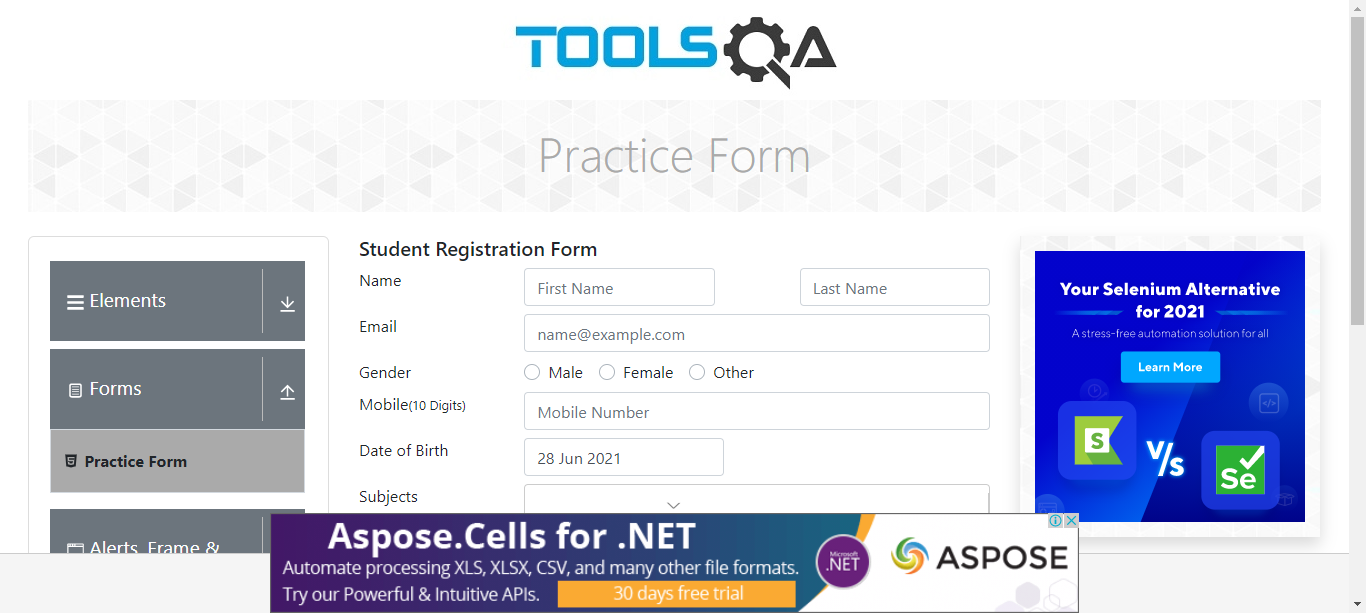 TOOLSQA
Practice Form
Elements
Forms
Practice Form
Alerts, Frame &
Student Registration Form
Name
First Name
Last Name
Email
name@example.com
Gender
Male
Female
Other
Mobile(10 Digits)
Mobile Number
Date of Birth
28 Jun 2021
Subjects
Your Selenium Alternative
for 2021
A stress-free automation solution for all
Learn More
S
V/s
Se
Aspose.Cells for .NET
Automate processing XLS, XLSX, CSV, and many other file formats.
Try our Powerful & Intuitive APIs.
30 days free trial
Microsoft
.NET
ASPOSE